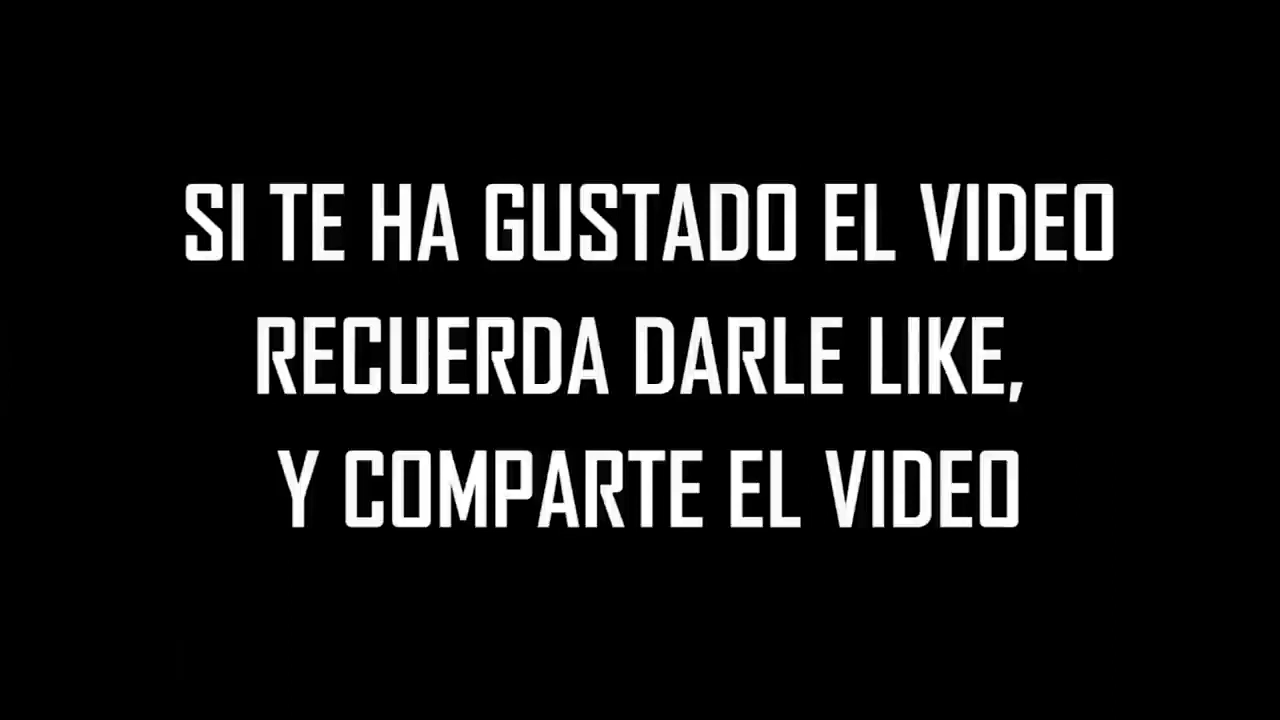 SI TE HA GUSTADO EL VIDEO
RECUERDA DARLE LIKE,
Y COMPARTE EL VIDEO